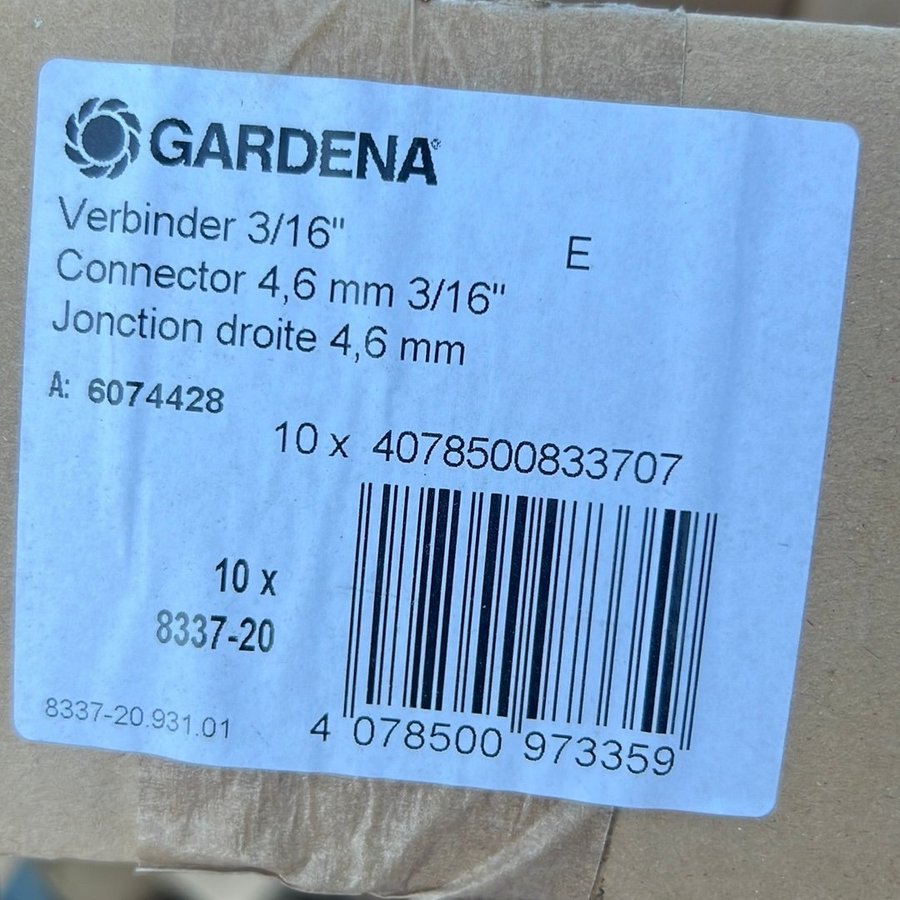 GARDENA®
Verbinder 3/16"
E
Connector 4,6 mm 3/16"
Jonction droite 4,6 mm
A: 6074428
10 x 4078500833707
10 x
8337-20
8337-20.931.01
4 078500 973359